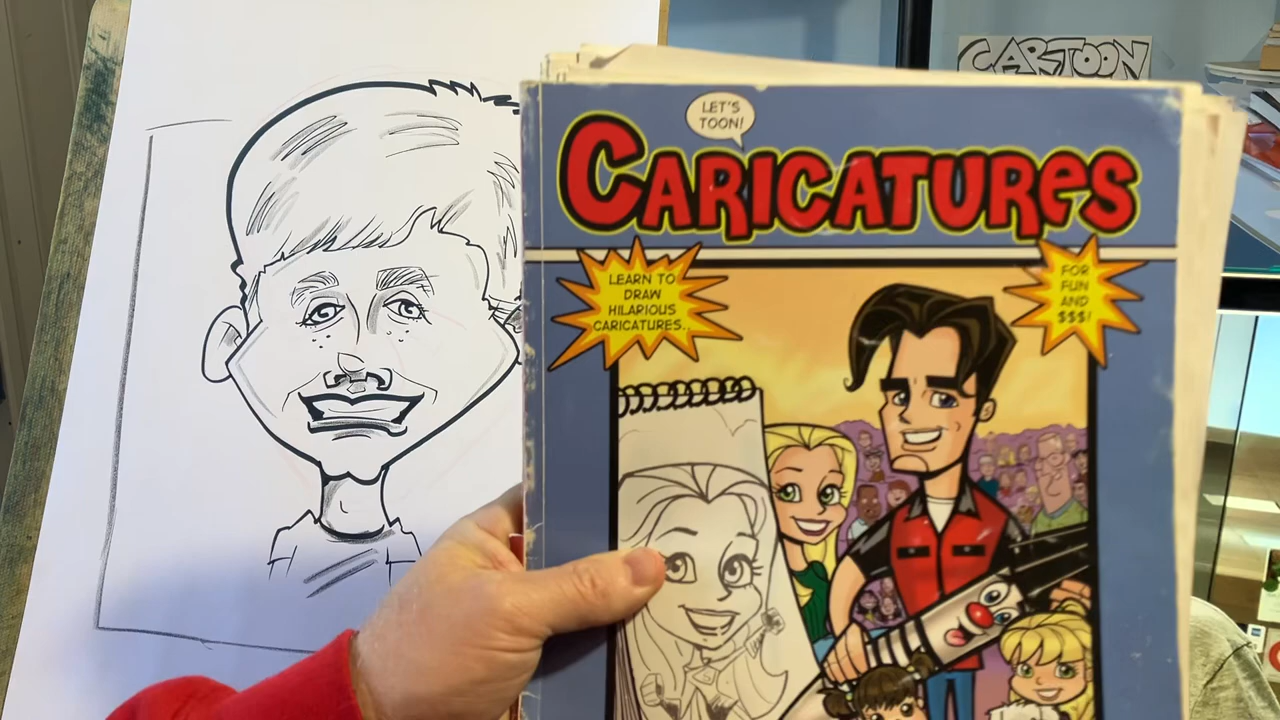 CARTOON
LET'S
TOON!
CARICATURES
LEARN TO
DRAW
HILARIOUS
CARICATURES..
FOR
FUN
AND
$$$!